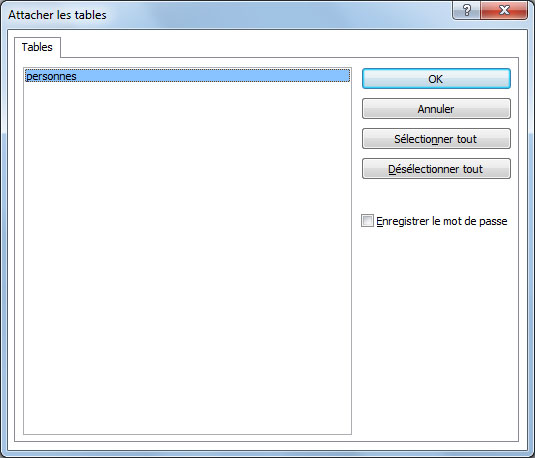 Attacher les tables
Tables
personnes
OK
Annuler
Sélectionner tout
Désélectionner tout
Enregistrer le mot de passe